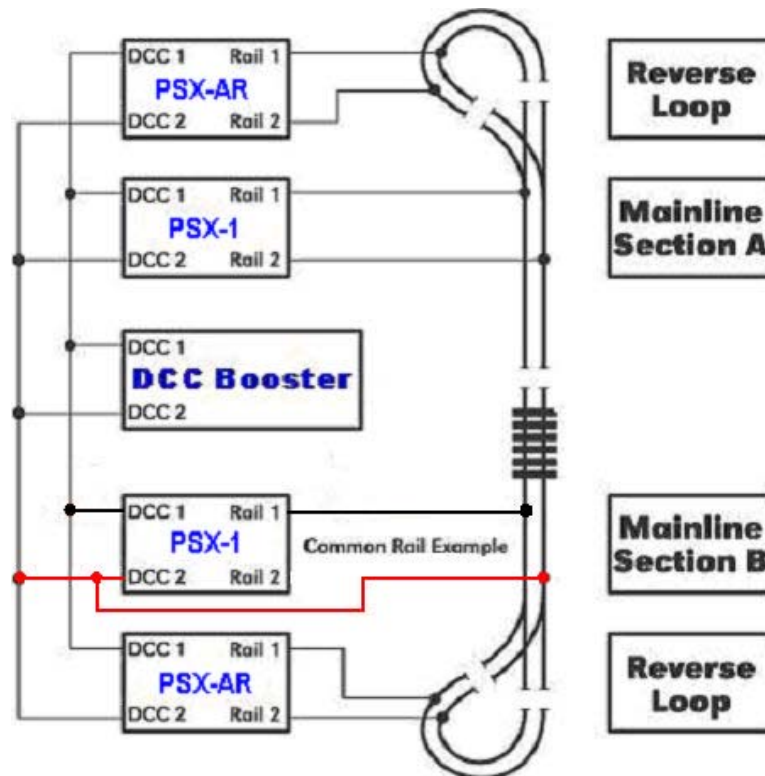 DCC 1 Rail 1
PSX-AR
DCC 2 Rail 2
Reverse
Loop
DCC 1 Rail 1
PSX-1
DCC 2 Rail 2
Mainline
Section A
DCC 1
DCC Booster
DCC 2
DCC 1 Rail 1
PSX-1
DCC 2 Rail 2
Common Rail Example
Mainline
Section B
DCC 1 Rail 1
PSX-AR
DCC 2 Rail 2
Reverse
Loop